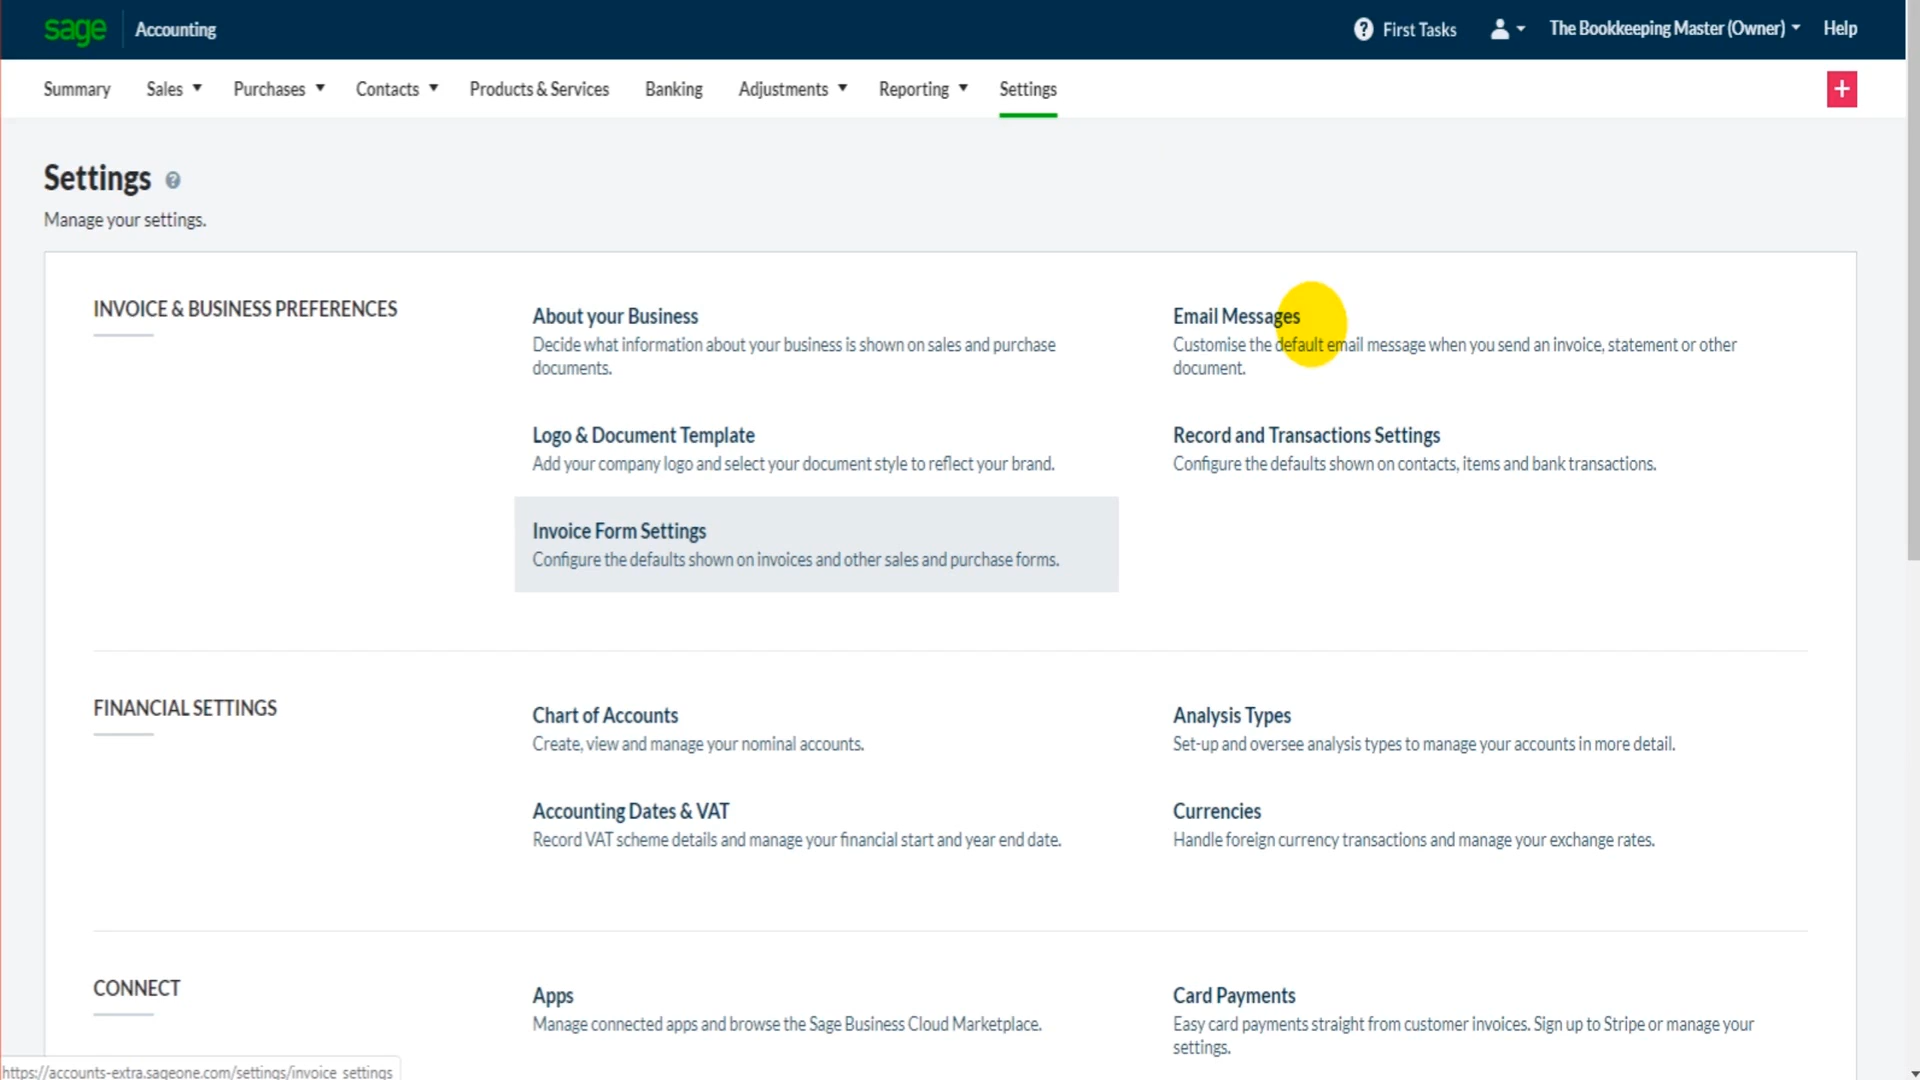 sage Accounting ? First Tasks The Bookkeeping Master (Owner) Help
Summary Sales Purchases Contacts Products & Services Banking Adjustments Reporting Settings +
Settings ?
Manage your settings.
INVOICE & BUSINESS PREFERENCES
About your Business
Decide what information about your business is shown on sales and purchase
documents.
Email Messages
Customise the default email message when you send an invoice, statement or other
document.
Logo & Document Template
Add your company logo and select your document style to reflect your brand.
Record and Transactions Settings
Configure the defaults shown on contacts, items and bank transactions.
Invoice Form Settings
Configure the defaults shown on invoices and other sales and purchase forms.
FINANCIAL SETTINGS
Chart of Accounts
Create, view and manage your nominal accounts.
Analysis Types
Set-up and oversee analysis types to manage your accounts in more detail.
Accounting Dates & VAT
Record VAT scheme details and manage your financial start and year end date.
Currencies
Handle foreign currency transactions and manage your exchange rates.
CONNECT
Apps
Manage connected apps and browse the Sage Business Cloud Marketplace.
Card Payments
Easy card payments straight from customer invoices. Sign up to Stripe or manage your
settings.
https://accounts-extra.sageone.com/settings/invoice_settings